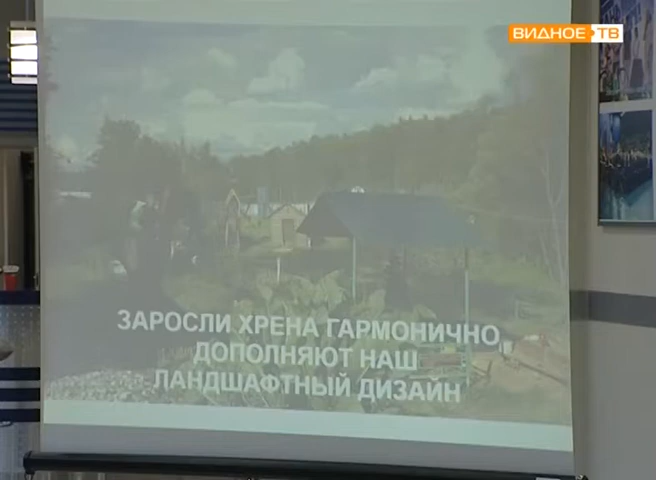 ВИДНОЕ ТВ
ЗАРОСЛИ ХРЕНА ГАРМОНИЧНО
ДОПОЛНЯЮТ НАШ
ЛАНДШАФТНЫЙ ДИЗАЙН